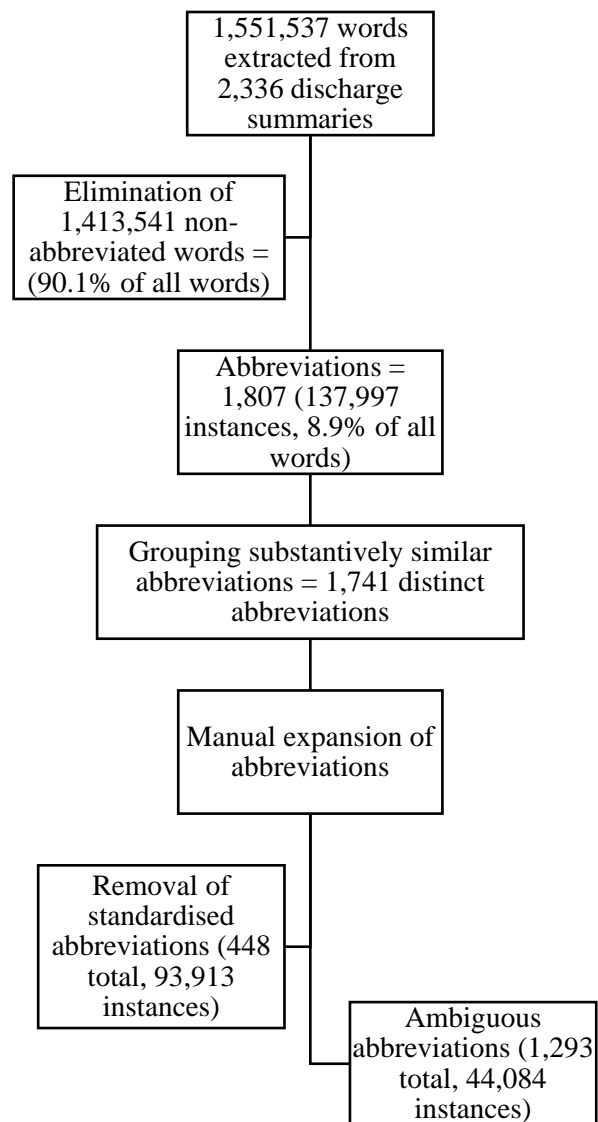 1,551,537 words
extracted from
2,336 discharge
summaries
Elimination of
1,413,541 non-
abbreviated words =
(90.1% of all words)
Abbreviations =
1,807 (137,997
instances, 8.9% of all
words)
Grouping substantively similar
abbreviations = 1,741 distinct
abbreviations
Manual expansion of
abbreviations
Removal of
standardised
abbreviations (448
total, 93,913
instances)
Ambiguous
abbreviations (1,293
total, 44,084
instances)